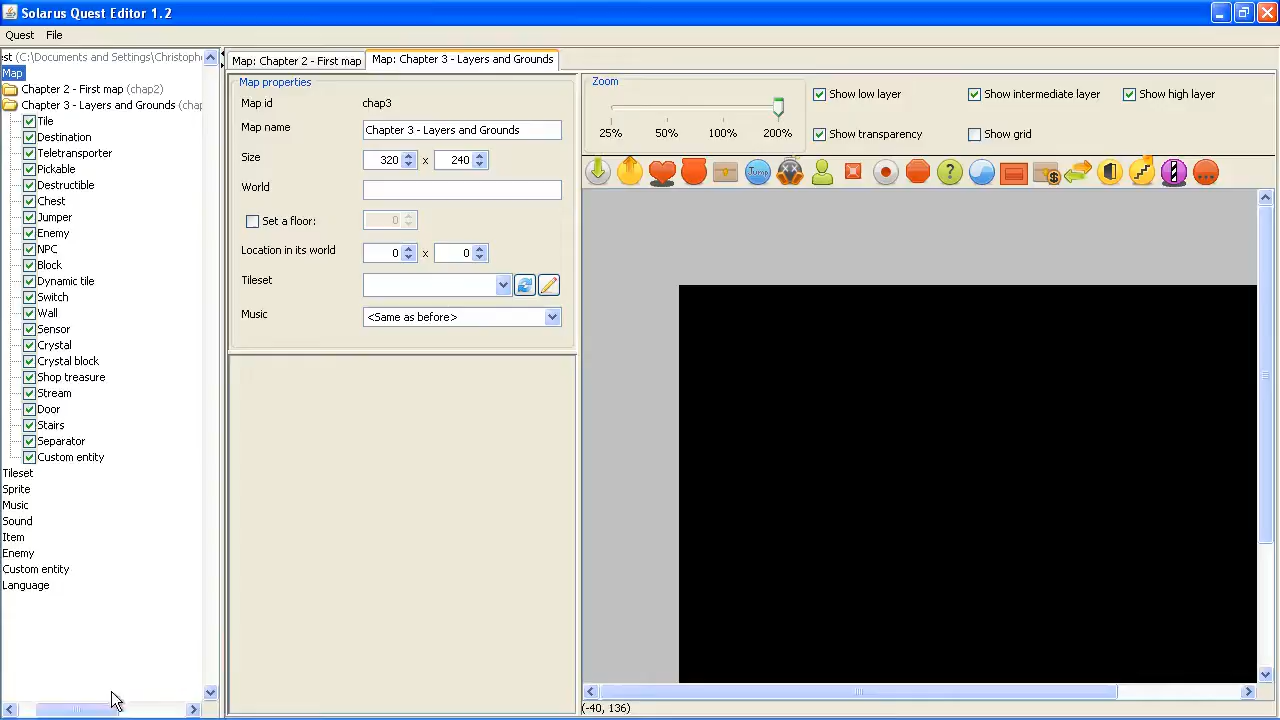 Solarus Quest Editor 1.2
Quest File
est (C:\Documents and Settings\Christoph
Map
Chapter 2 - First map (chap2)
Chapter 3 - Layers and Grounds (chap
Tile
Destination
Teletransporter
Pickable
Destructible
Chest
Jumper
Enemy
NPC
Block
Dynamic tile
Switch
Wall
Sensor
Crystal
Crystal block
Shop treasure
Stream
Door
Stairs
Separator
Custom entity
Tileset
Sprite
Music
Sound
Item
Enemy
Custom entity
Language
Map: Chapter 2 - First map
Map: Chapter 3 - Layers and Grounds
Map properties
Map id chap3
Map name Chapter 3 - Layers and Grounds
Size 320 x 240
World
Set a floor: 0
Location in its world 0 x 0
Tileset
Music <Same as before>
Zoom
25% 50% 100% 200%
Show low layer Show intermediate layer Show high layer
Show transparency Show grid
Jump
?
$
(-40, 136)